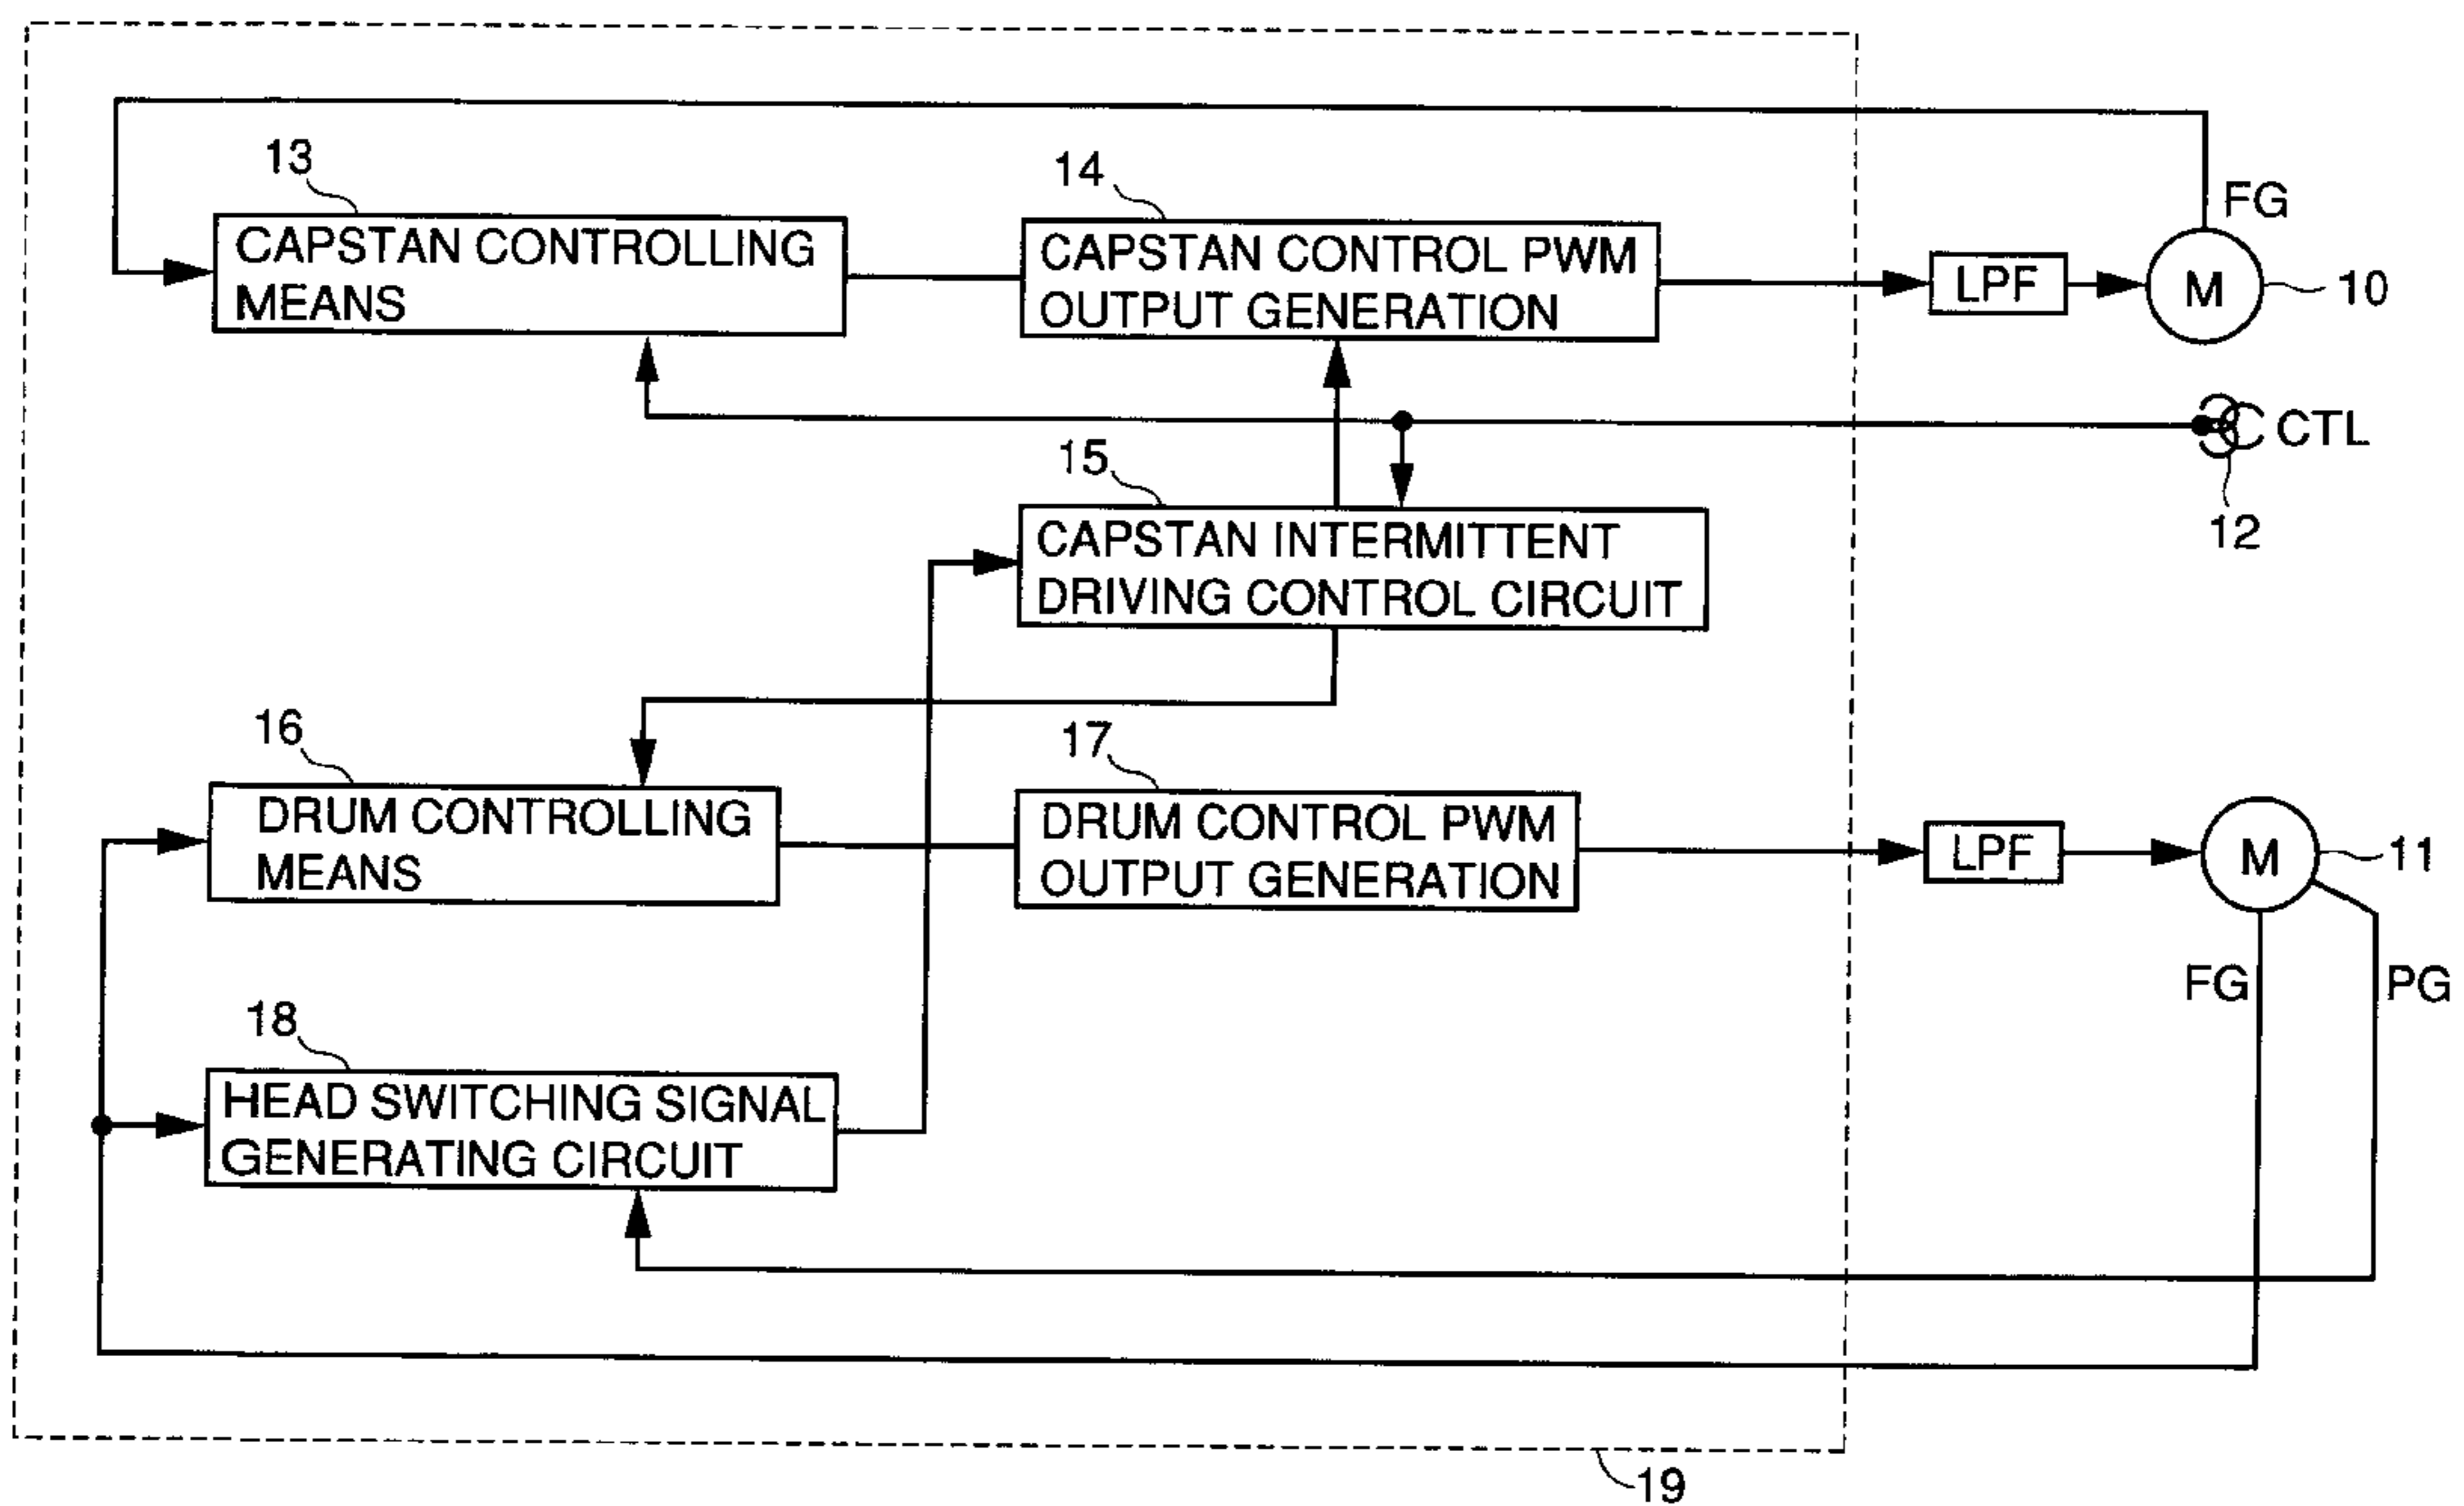 13
14
FG
CAPSTAN CONTROLLING
MEANS
CAPSTAN CONTROL PWM
OUTPUT GENERATION
LPF
M
10
CTL
12
15
CAPSTAN INTERMITTENT
DRIVING CONTROL CIRCUIT
16
17
DRUM CONTROLLING
MEANS
DRUM CONTROL PWM
OUTPUT GENERATION
LPF
M
11
FG
PG
18
HEAD SWITCHING SIGNAL
GENERATING CIRCUIT
19